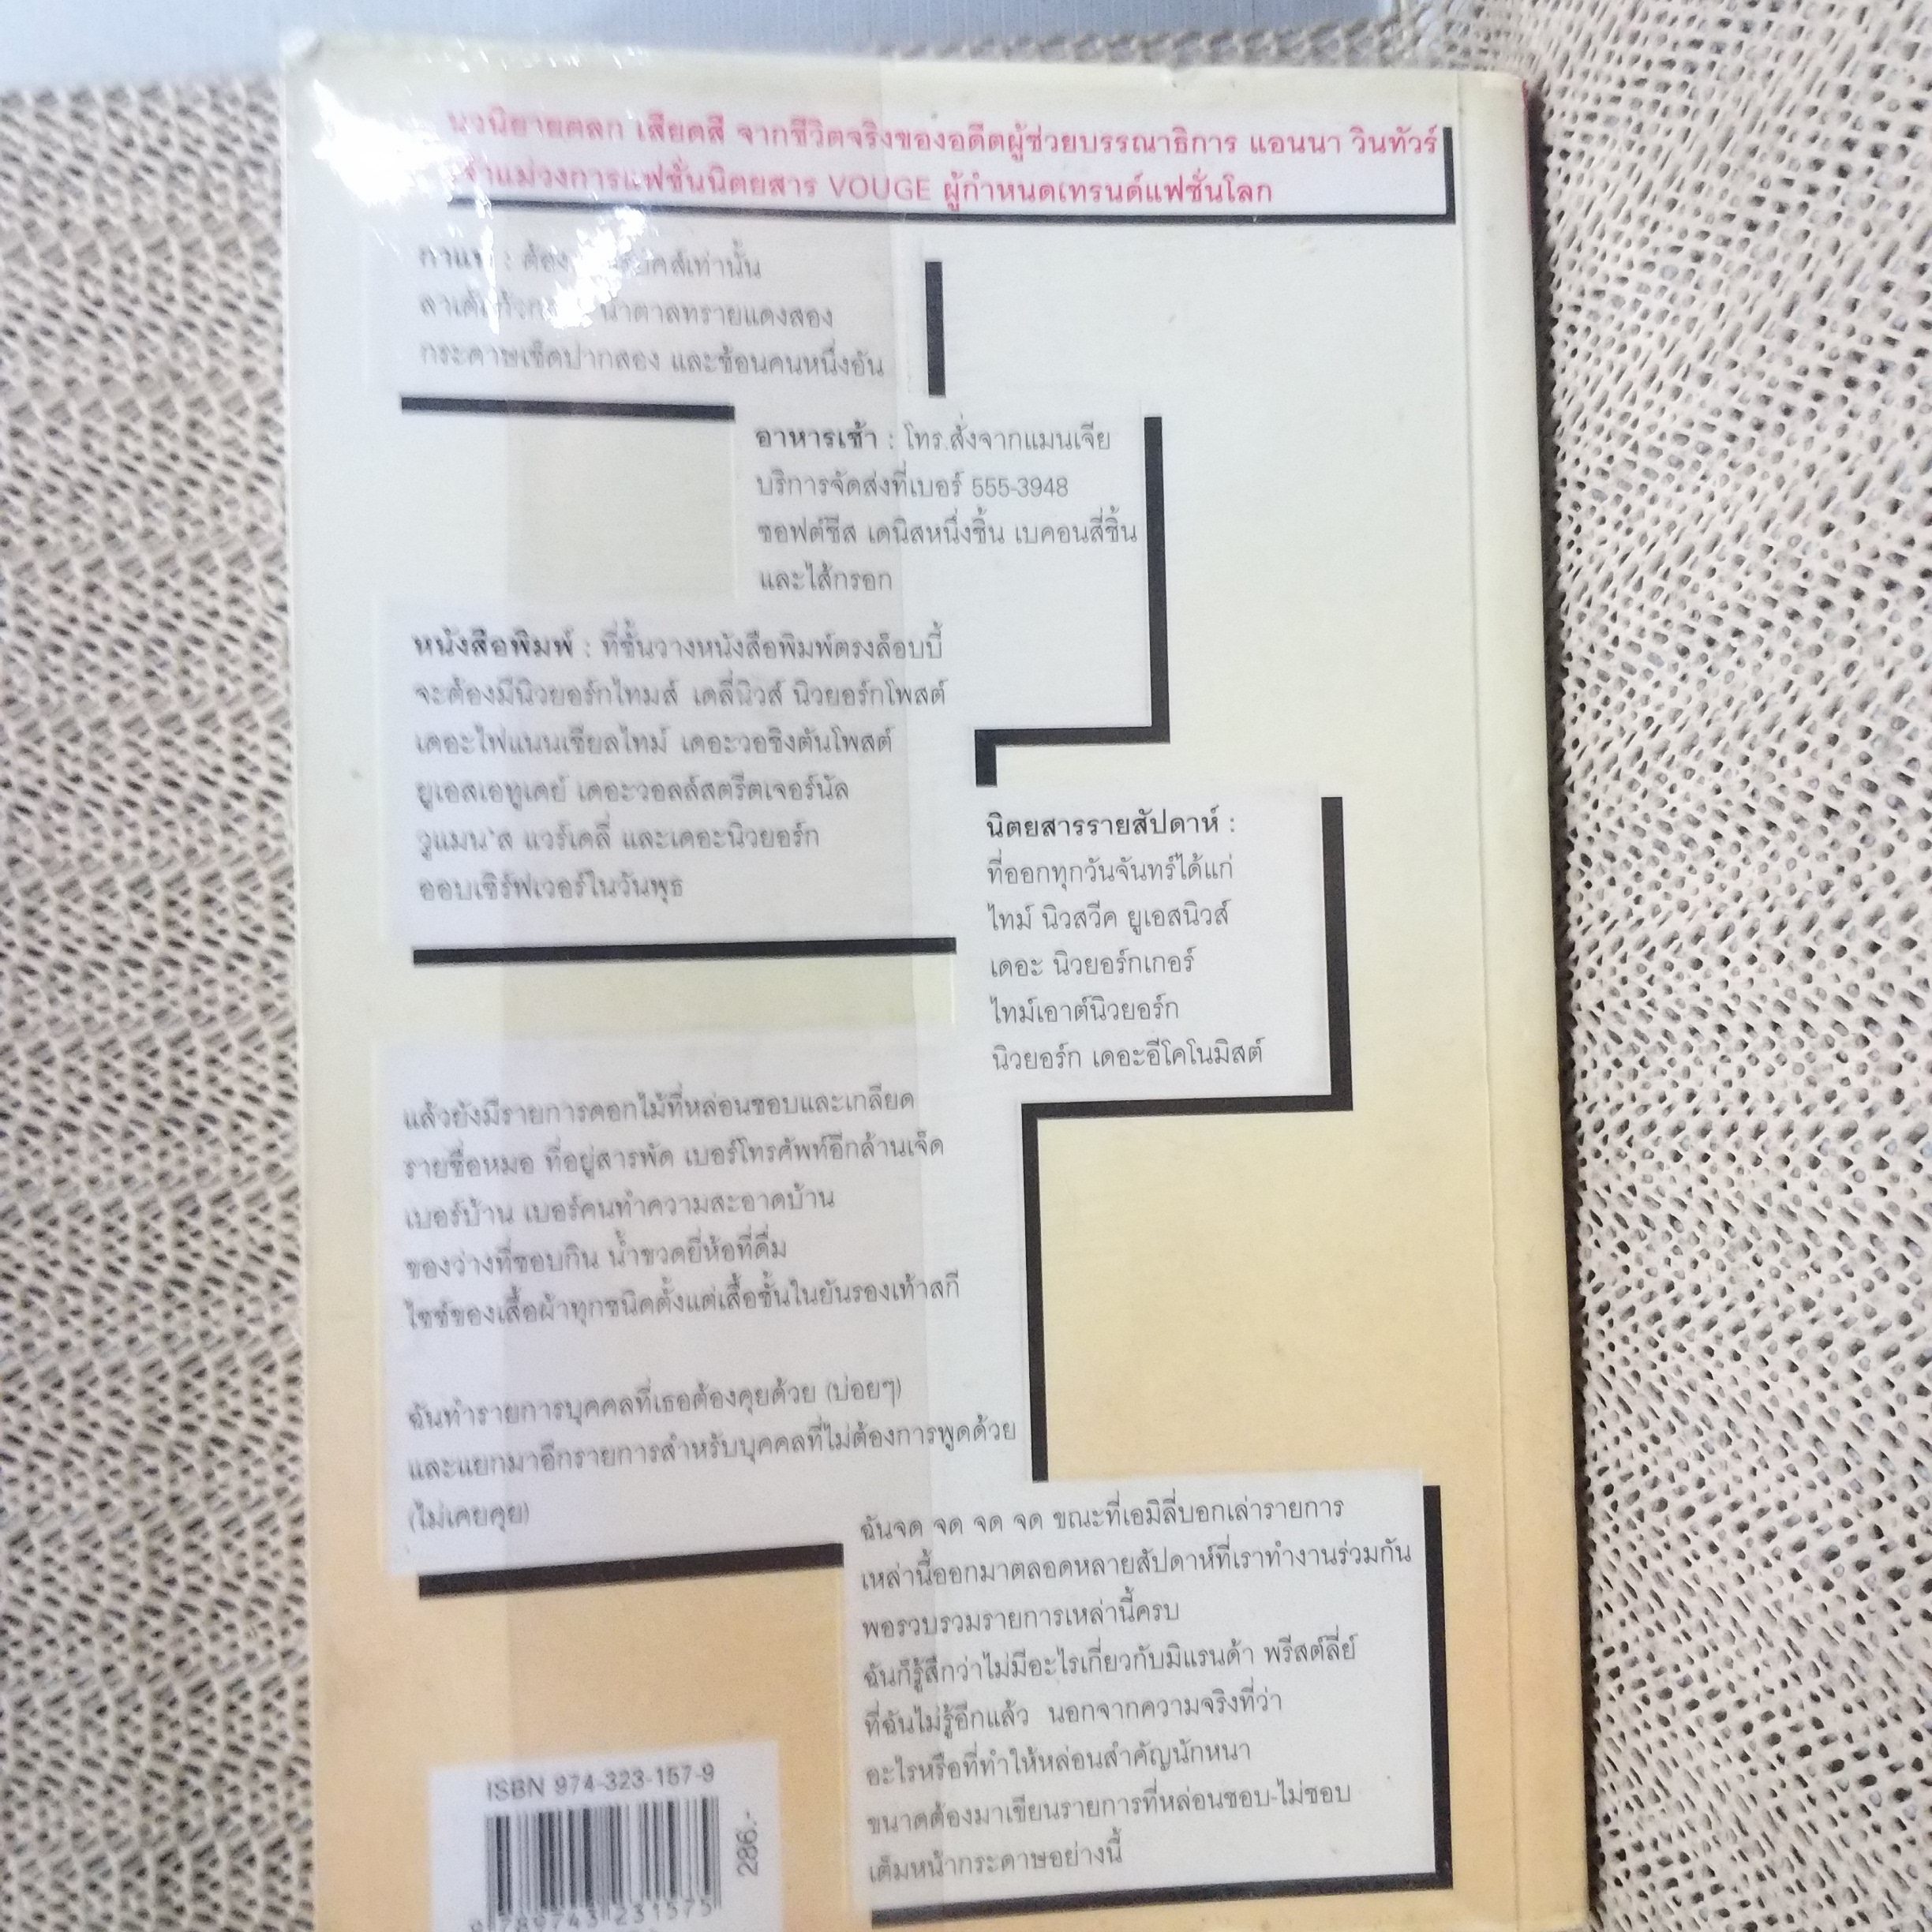 นวนิยายตลก เสียดสี จากชีวิตจริงของอดีตผู้ช่วยบรรณาธิการ แอนนา วินทัวร์
เจ้าแม่วงการแฟชั่นนิตยสาร VOUGE ผู้กำหนดเทรนด์แฟชั่นโลก
กาแฟ : ต้อง
เท่านั้น
น้ำตาลทรายแดงสอง
กระดาษเช็ดปากสอง และช้อนคนหนึ่งอัน
อาหารเช้า : โทร.สั่งจากแมนเจีย
บริการจัดส่งที่เบอร์ 555-3948
ซอฟต์ชีส เดนิสหนึ่งชิ้น เบคอนสี่ชิ้น
และไส้กรอก
หนังสือพิมพ์ : ที่ชั้นวางหนังสือพิมพ์ตรงล็อบบี้
จะต้องมีนิวยอร์กไทมส์ เดลี่นิวส์ นิวยอร์กโพสต์
เดอะไฟแนนเชียลไทม์ เดอะวอชิงตันโพสต์
ยูเอสเอทูเดย์ เดอะวอลล์สตรีตเจอร์นัล
วูแมน'ส แวร์เดลี่ และเดอะนิวยอร์ก
ออบเซิร์ฟเวอร์ในวันพุธ
นิตยสารรายสัปดาห์ :
ที่ออกทุกวันจันทร์ได้แก่
ไทม์ นิวสวีค ยูเอสนิวส์
เดอะ นิวยอร์กเกอร์
ไทม์เอาต์นิวยอร์ก
นิวยอร์ก เดอะอีโคโนมิสต์
แล้วยังมีรายการดอกไม้ที่หล่อนชอบและเกลียด
รายชื่อหมอ ที่อยู่สารพัด เบอร์โทรศัพท์อีกล้านเจ็ด
เบอร์บ้าน เบอร์คนทำความสะอาดบ้าน
ของว่างที่ชอบกิน น้ำขวดยี่ห้อที่ดื่ม
ไซซ์ของเสื้อผ้าทุกชนิดตั้งแต่เสื้อชั้นในยันรองเท้าสกี
ฉันทำรายการบุคคลที่เธอต้องคุยด้วย (บ่อยๆ)
และแยกมาอีกรายการสำหรับบุคคลที่ไม่ต้องการพูดด้วย
(ไม่เคยคุย)
ฉันจด จด จด จด ขณะที่เอมิลี่บอกเล่ารายการ
เหล่านี้ออกมาตลอดหลายสัปดาห์ที่เราทำงานร่วมกัน
พอรวบรวมรายการเหล่านี้ครบ
ฉันก็รู้สึกว่าไม่มีอะไรเกี่ยวกับมิแรนด้า พรีสต์ลี่ย์
ที่ฉันไม่รู้อีกแล้ว นอกจากความจริงที่ว่า
อะไรหรือที่ทำให้หล่อนสำคัญนักหนา
ขนาดต้องมาเขียนรายการที่หล่อนชอบ-ไม่ชอบ
เต็มหน้ากระดาษอย่างนี้
ISBN 974-323-157-9
286.-
9 789743 231575